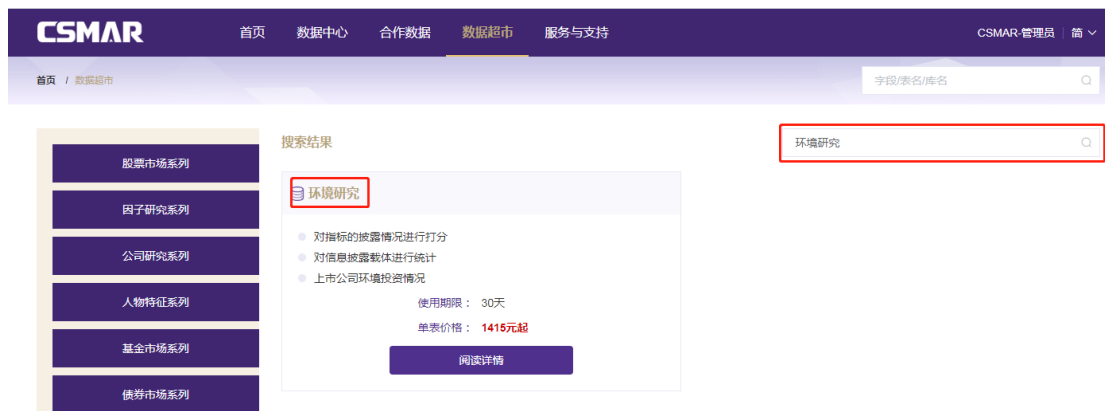 CSMAR 首页 数据中心 合作数据 数据超市 服务与支持 CSMAR-管理员 简
首页 / 数据超市 字段/表名/库名
搜索结果 环境研究
股票市场系列
因子研究系列
公司研究系列
人物特征系列
基金市场系列
债券市场系列
环境研究
对指标的披露情况进行打分
对信息披露载体进行统计
上市公司环境投资情况
使用期限： 30天
单表价格： 1415元起
阅读详情